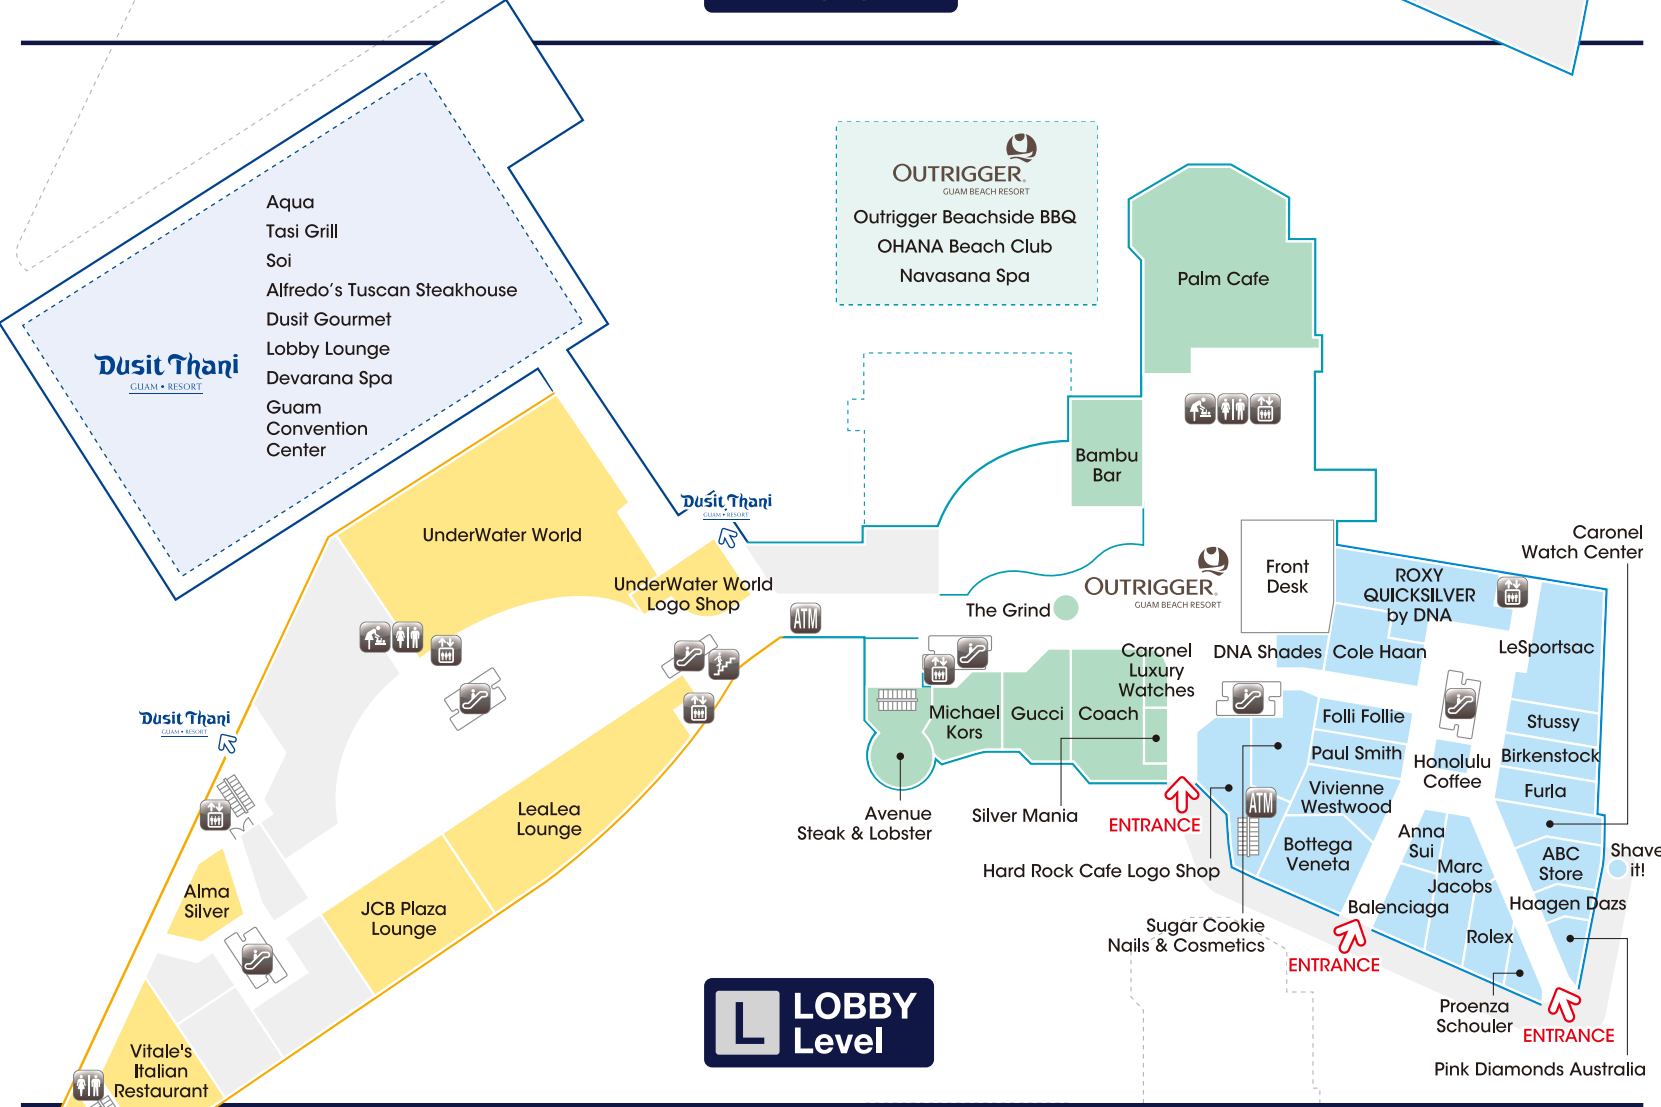 Aqua
Tasi Grill
Soi
Alfredo's Tuscan Steakhouse
Dusit Gourmet
Lobby Lounge
Devarana Spa
Guam
Convention
Center
Dusit Thani
GUAM • RESORT
OUTRIGGER®
GUAM BEACH RESORT
Outrigger Beachside BBQ
OHANA Beach Club
Navasana Spa
Palm Cafe
Bambu
Bar
Dusit Thani
GUAM • RESORT
UnderWater World
UnderWater World
Logo Shop
ATM
The Grind
OUTRIGGER®
GUAM BEACH RESORT
Front
Desk
Caronel
Watch Center
ROXY
QUICKSILVER
by DNA
LeSportsac
DNA Shades
Cole Haan
Caronel
Luxury
Watches
Michael
Kors
Gucci
Coach
Folli Follie
Stussy
Paul Smith
Honolulu
Coffee
Birkenstock
Vivienne
Westwood
Furla
Dusit Thani
GUAM • RESORT
LeaLea
Lounge
Avenue
Steak & Lobster
Silver Mania
ENTRANCE
ATM
Hard Rock Cafe Logo Shop
Bottega
Veneta
Anna
Sui
Marc
Jacobs
ABC
Store
Shave
it!
Alma
Silver
JCB Plaza
Lounge
Balenciaga
Haagen Dazs
Sugar Cookie
Nails & Cosmetics
Rolex
ENTRANCE
Proenza
Schouler
ENTRANCE
Pink Diamonds Australia
L
LOBBY
Level
Vitale's
Italian
Restaurant